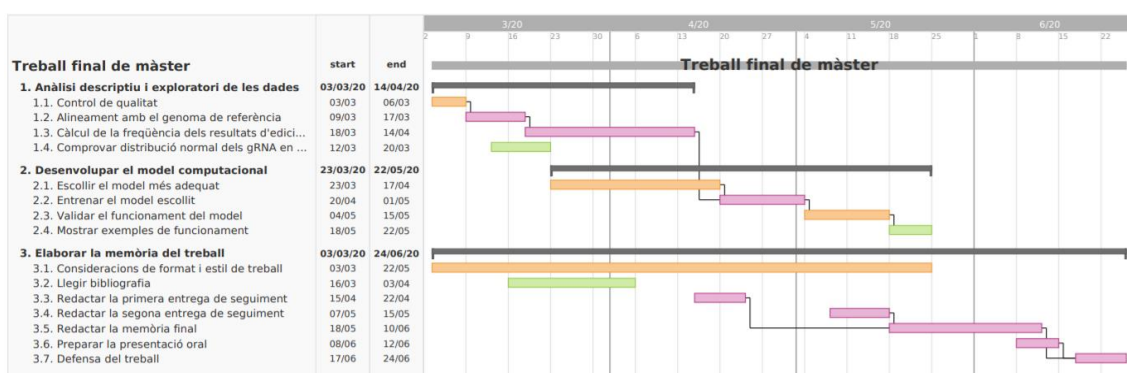 3/20 4/20 5/20 6/20
2 9 16 23 30 6 13 20 27 4 11 18 25 1 8 15 22
Treball final de màster start end Treball final de màster
1. Anàlisi descriptiu i exploratori de les dades 03/03/20 14/04/20
1.1. Control de qualitat 03/03 06/03
1.2. Alineament amb el genoma de referència 09/03 17/03
1.3. Càlcul de la freqüència dels resultats d'edici... 18/03 14/04
1.4. Comprovar distribució normal dels gRNA en ... 12/03 20/03
2. Desenvolupar el model computacional 23/03/20 22/05/20
2.1. Escollir el model més adequat 23/03 17/04
2.2. Entrenar el model escollit 20/04 01/05
2.3. Validar el funcionament del model 04/05 15/05
2.4. Mostrar exemples de funcionament 18/05 22/05
3. Elaborar la memòria del treball 03/03/20 24/06/20
3.1. Consideracions de format i estil de treball 03/03 22/05
3.2. Llegir bibliografia 16/03 03/04
3.3. Redactar la primera entrega de seguiment 15/04 22/04
3.4. Redactar la segona entrega de seguiment 07/05 15/05
3.5. Redactar la memòria final 18/05 10/06
3.6. Preparar la presentació oral 08/06 12/06
3.7. Defensa del treball 17/06 24/06